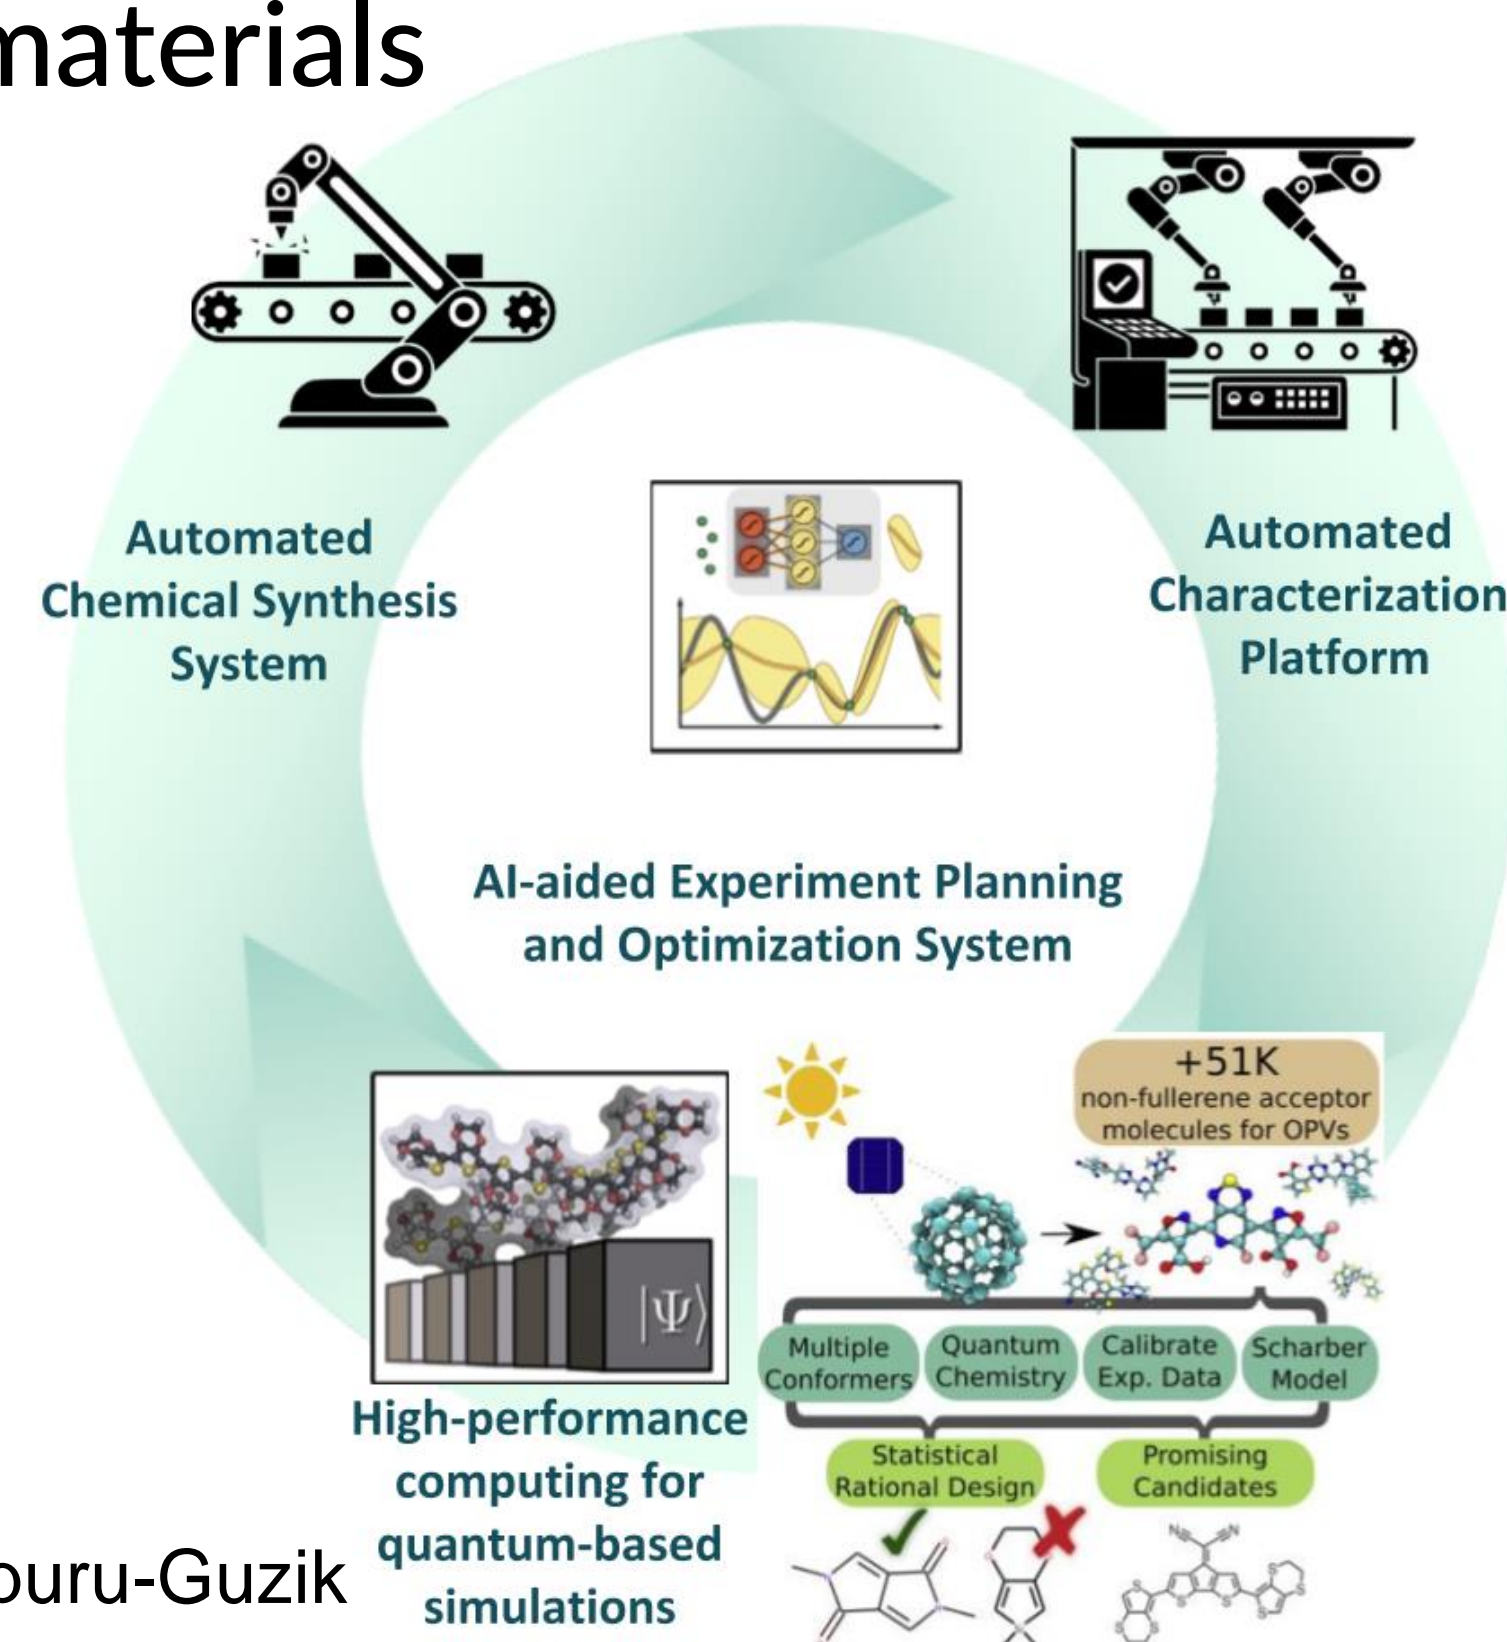 materials
Automated
Chemical Synthesis
System
Automated
Characterization
Platform
AI-aided Experiment Planning
and Optimization System
+51K
non-fullerene acceptor
molecules for OPVs
|Ψ⟩
Multiple
Conformers
Quantum
Chemistry
Calibrate
Exp. Data
Scharber
Model
Statistical
Rational Design
Promising
Candidates
High-performance
computing for
quantum-based
simulations
puru-Guzik